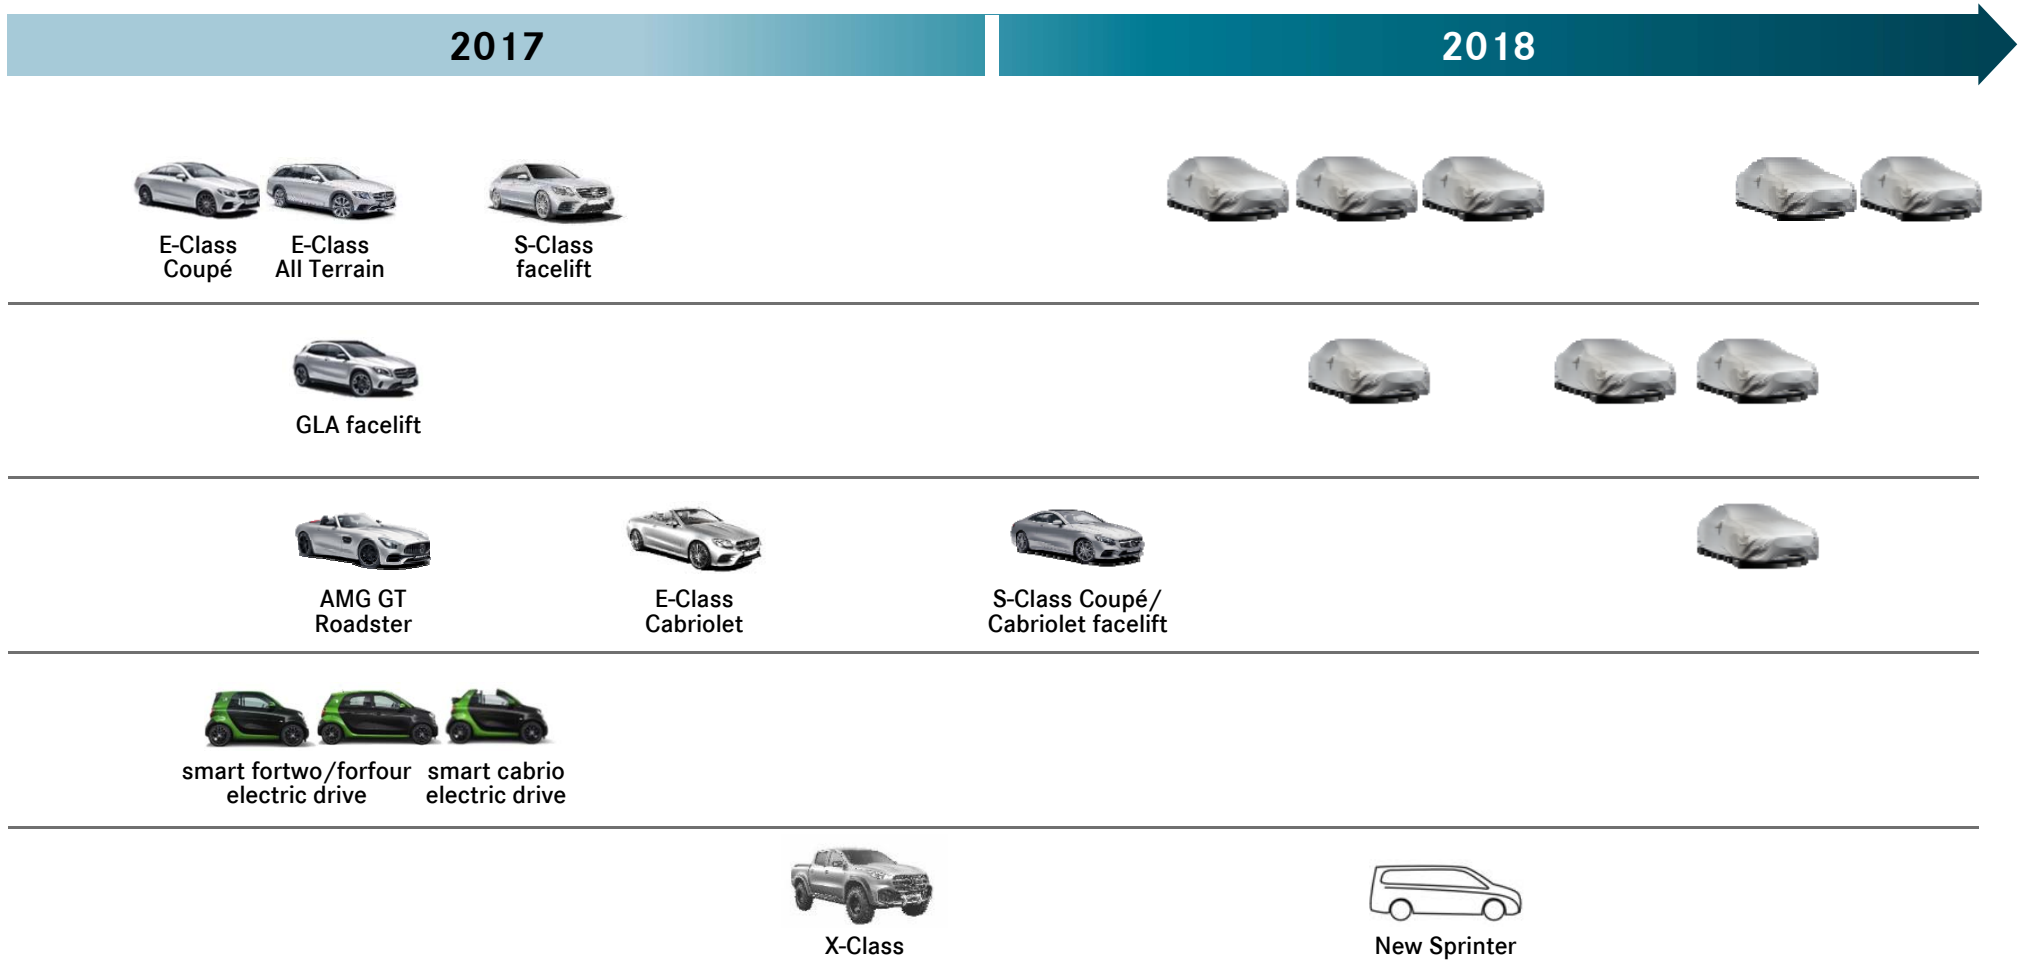 2017
2018
E-Class
Coupé
E-Class
All Terrain
S-Class
facelift
GLA facelift
AMG GT
Roadster
E-Class
Cabriolet
S-Class Coupé/
Cabriolet facelift
smart fortwo/forfour
electric drive
smart cabrio
electric drive
X-Class
New Sprinter